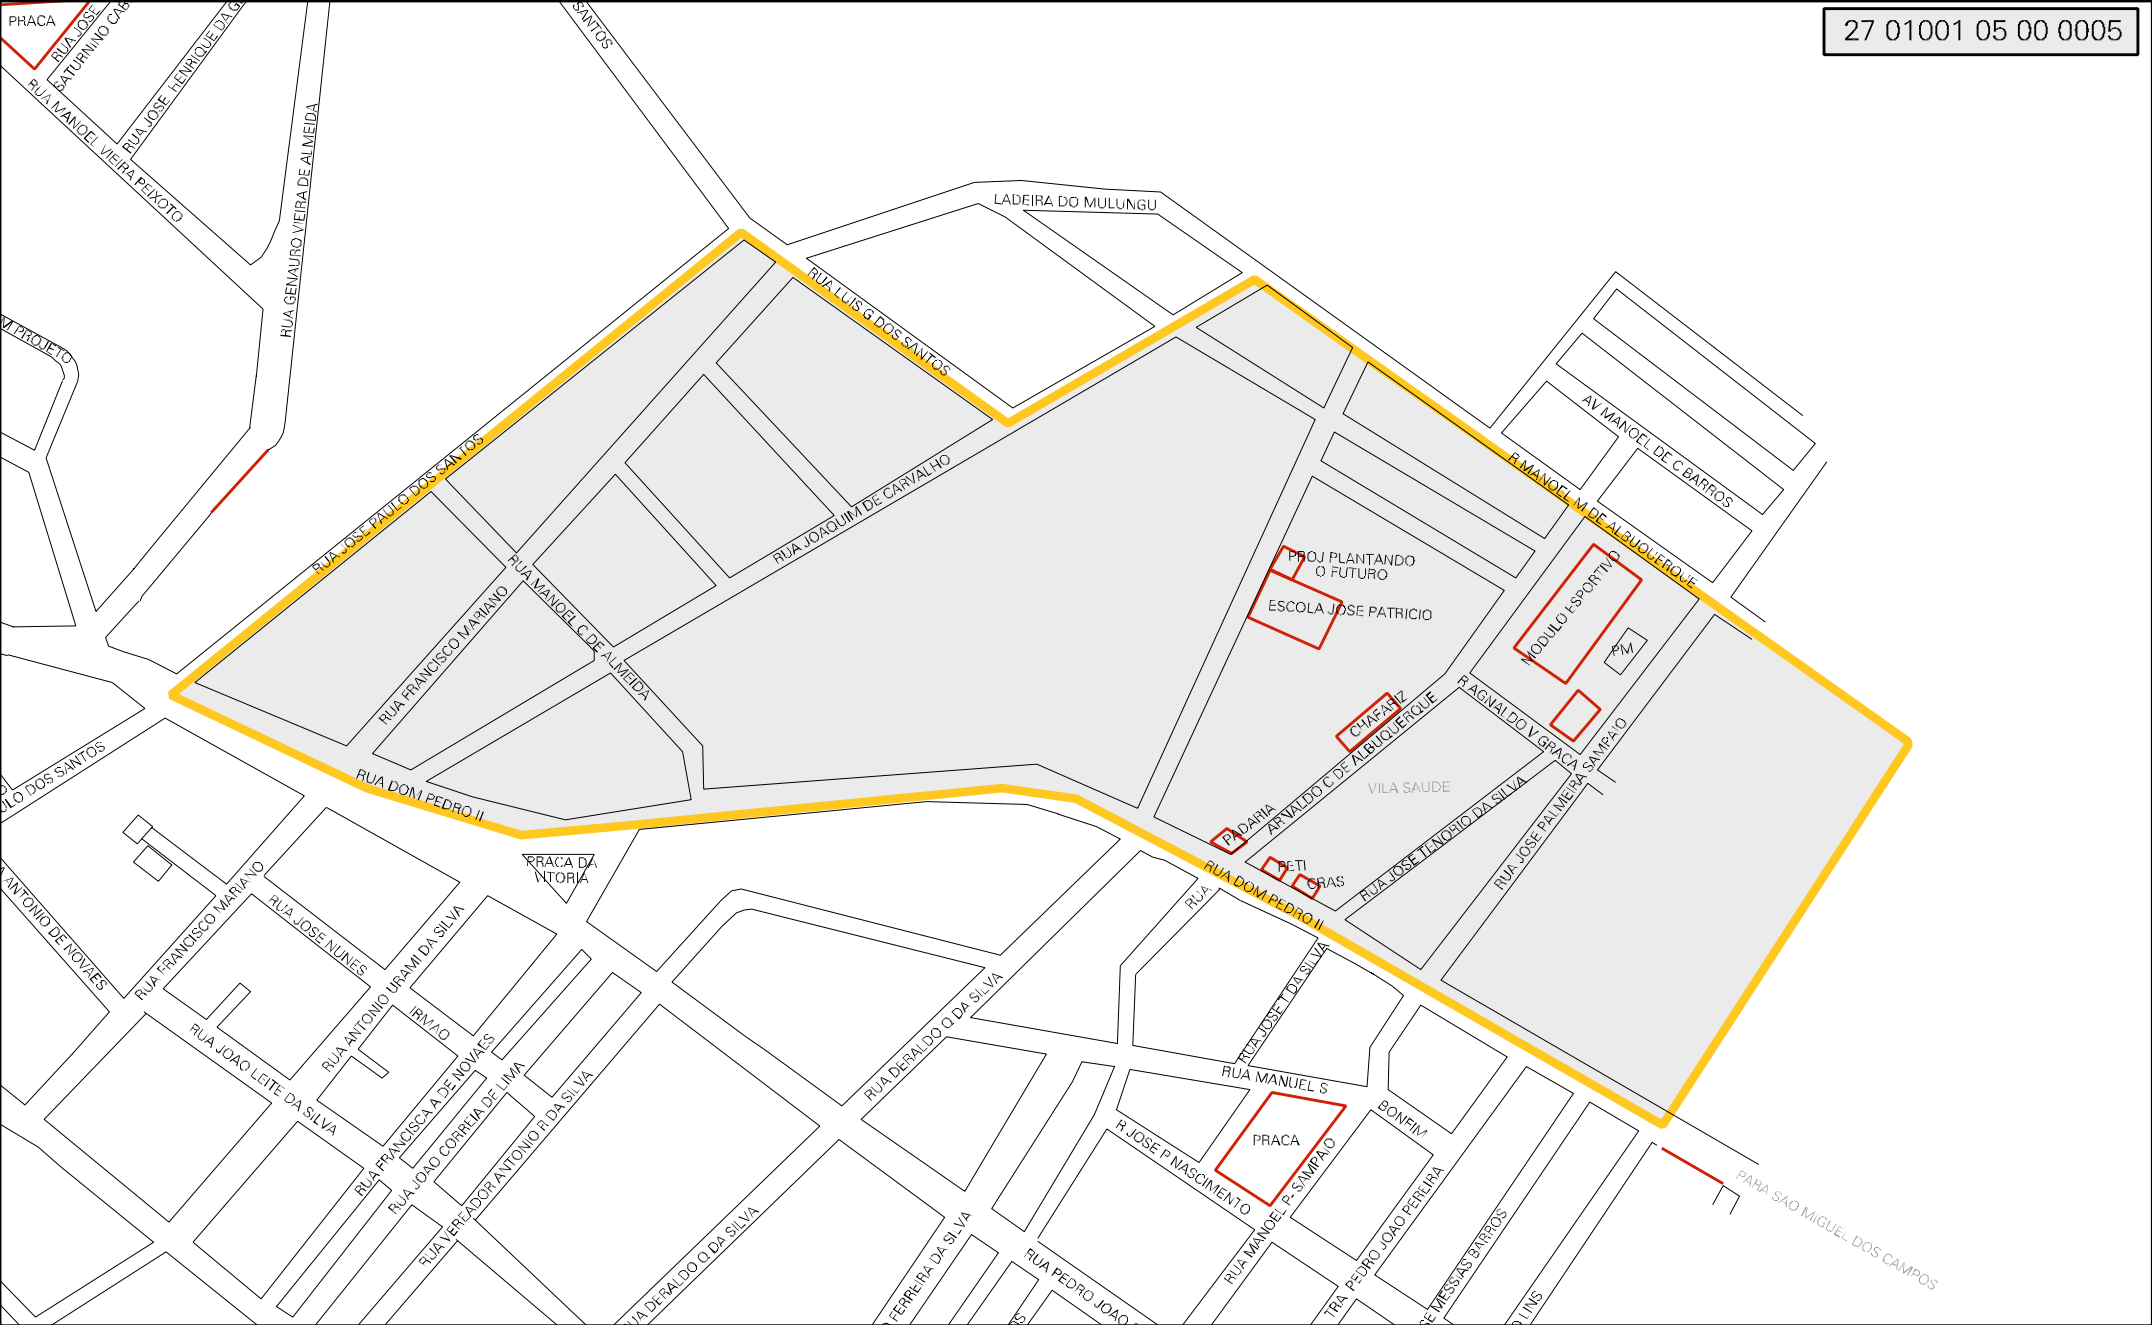 27 01001 05 00 0005
PRACA
RUA JOSE
SATURNINO CAB
RUA JOSE HENRIQUE DA G
SANTOS
RUA MANOEL VIEIRA PEIXOTO
RUA GENAURO VIEIRA DE ALMEIDA
LADEIRA DO MULUNGU
RUA LUIS G DOS SANTOS
M PROJETO
RUA JOSE PAULO DOS SANTOS
RUA JOAQUIM DE CARVALHO
AV MANOEL DE C BARROS
R MANOEL M DE ALBUQUERQUE
PROJ PLANTANDO
O FUTURO
ESCOLA JOSE PATRICIO
MODULO ESPORTIVO
PM
RUA MANOEL C DE ALMEIDA
RUA FRANCISCO MARIANO
CHAFARIZ
R AGNALDO V GRACA
ARNALDO C DE ALBUQUERQUE
VILA SAUDE
RUA JOSE TENORIO DA SILVA
RUA JOSE PALMEIRA SAMPAIO
PADARIA
PETI
CRAS
RUA DOM PEDRO II
RUA DOM PEDRO II
ULO DOS SANTOS
PRACA DA
VITORIA
RUA
A ANTONIO DE NOVAES
RUA FRANCISCO MARIANO
RUA JOSE NUNES
RUA ANTONIO URAMI DA SILVA
IRMAO
RUA JOAO LEITE DA SILVA
RUA FRANCISCA A DE NOVAES
RUA JOAO CORREIA DE LIMA
RUA VEREADOR ANTONIO R DA SILVA
RUA DERALDO Q DA SILVA
RUA JOSE T DA SILVA
RUA MANUEL S
BONFIM
PRACA
R JOSE P NASCIMENTO
RUA MANOEL P SAMPAIO
TRA PEDRO JOAO PEREIRA
SE MESSIAS BARROS
PARA SAO MIGUEL DOS CAMPOS
UA DERALDO Q DA SILVA
O FERREIRA DA SILVA
RUA PEDRO JOAO
O LINS